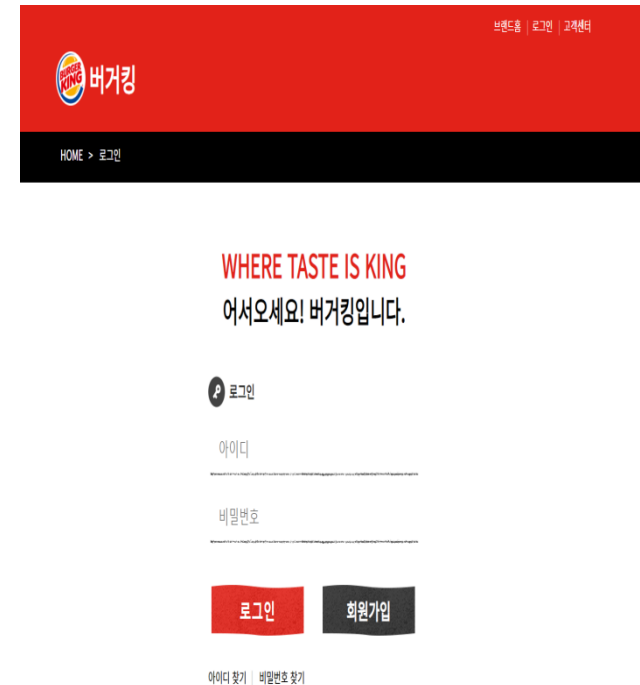 브랜드홈 | 로그인 | 고객센터
BURGER KING 버거킹
HOME > 로그인
WHERE TASTE IS KING
어서오세요! 버거킹입니다.
로그인
아이디
비밀번호
로그인 회원가입
아이디 찾기 | 비밀번호 찾기